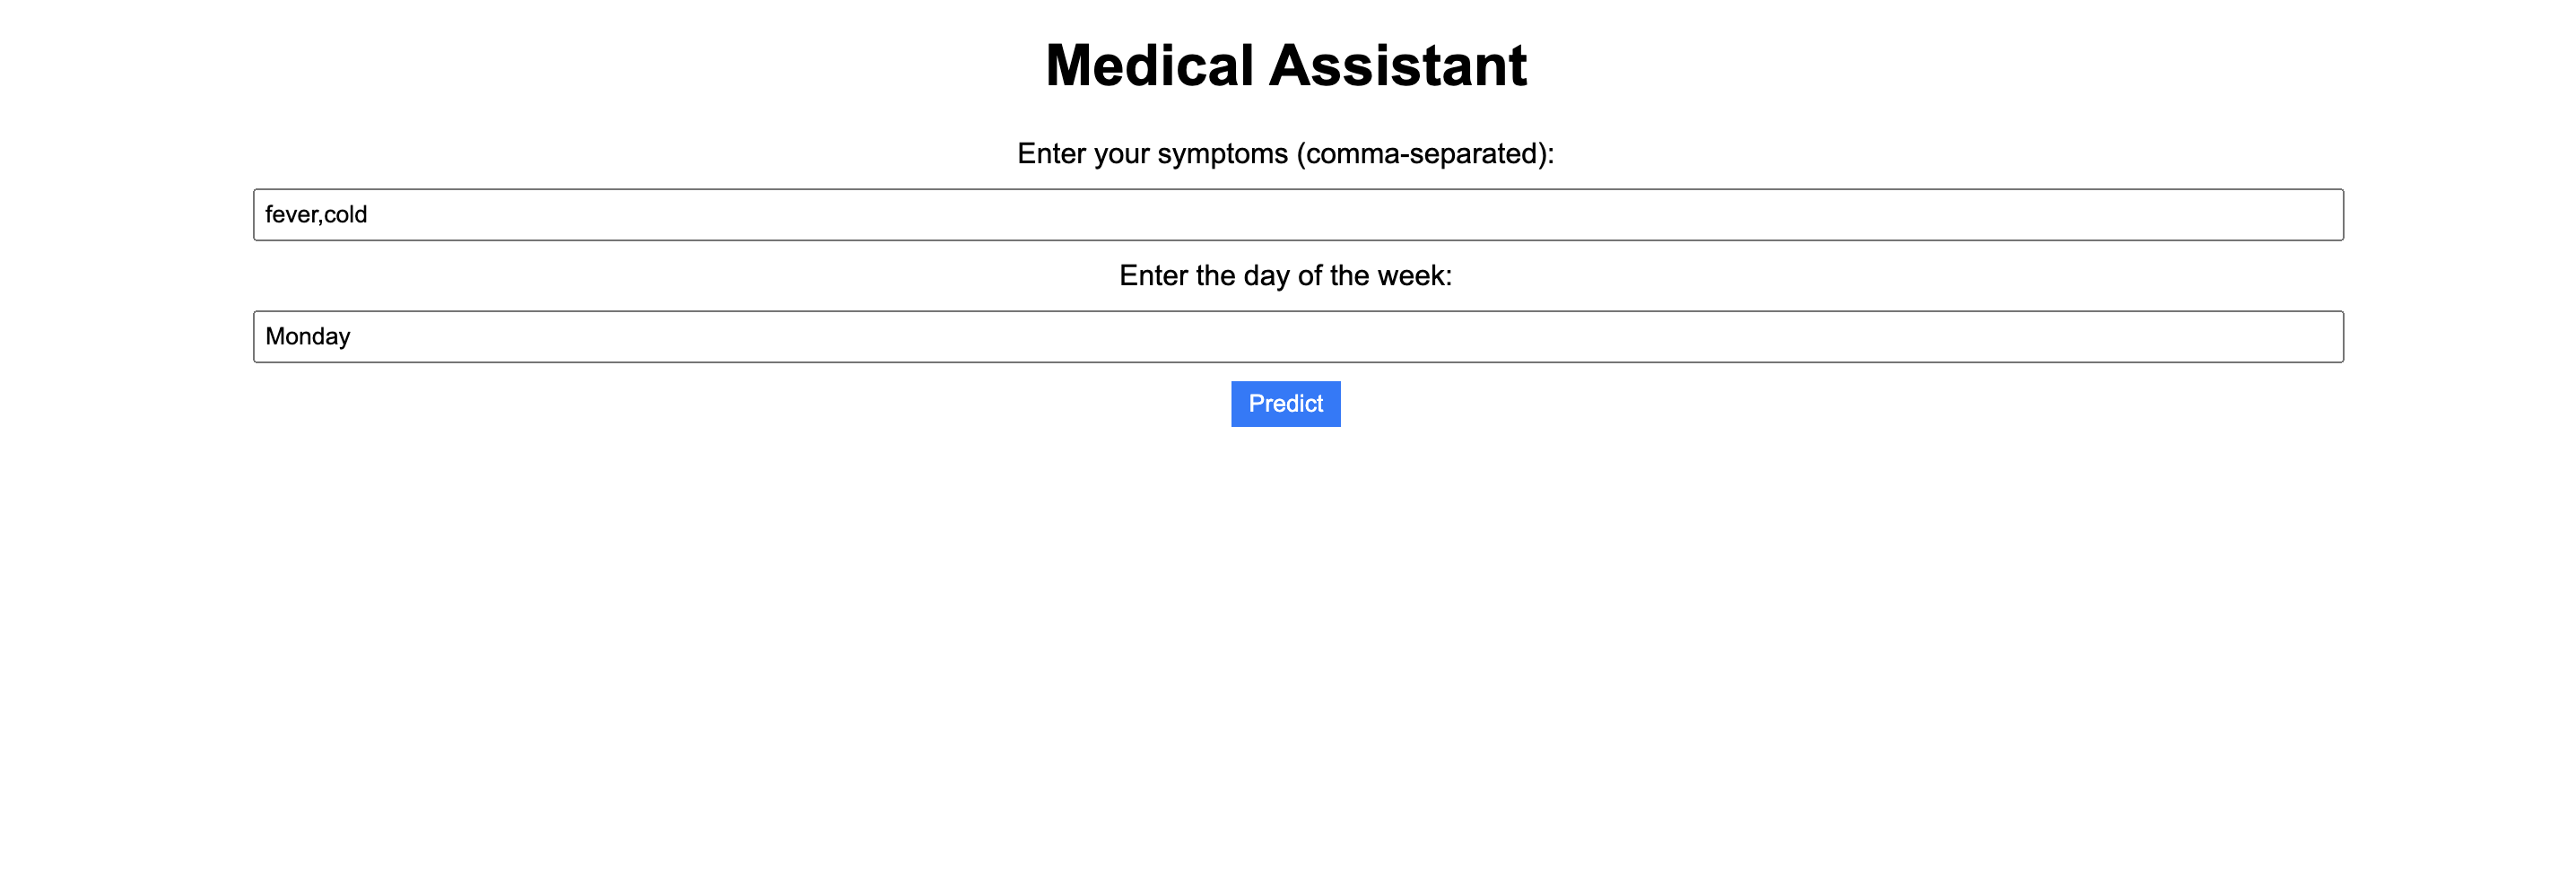 Medical Assistant
Enter your symptoms (comma-separated):
fever,cold
Enter the day of the week:
Monday
Predict